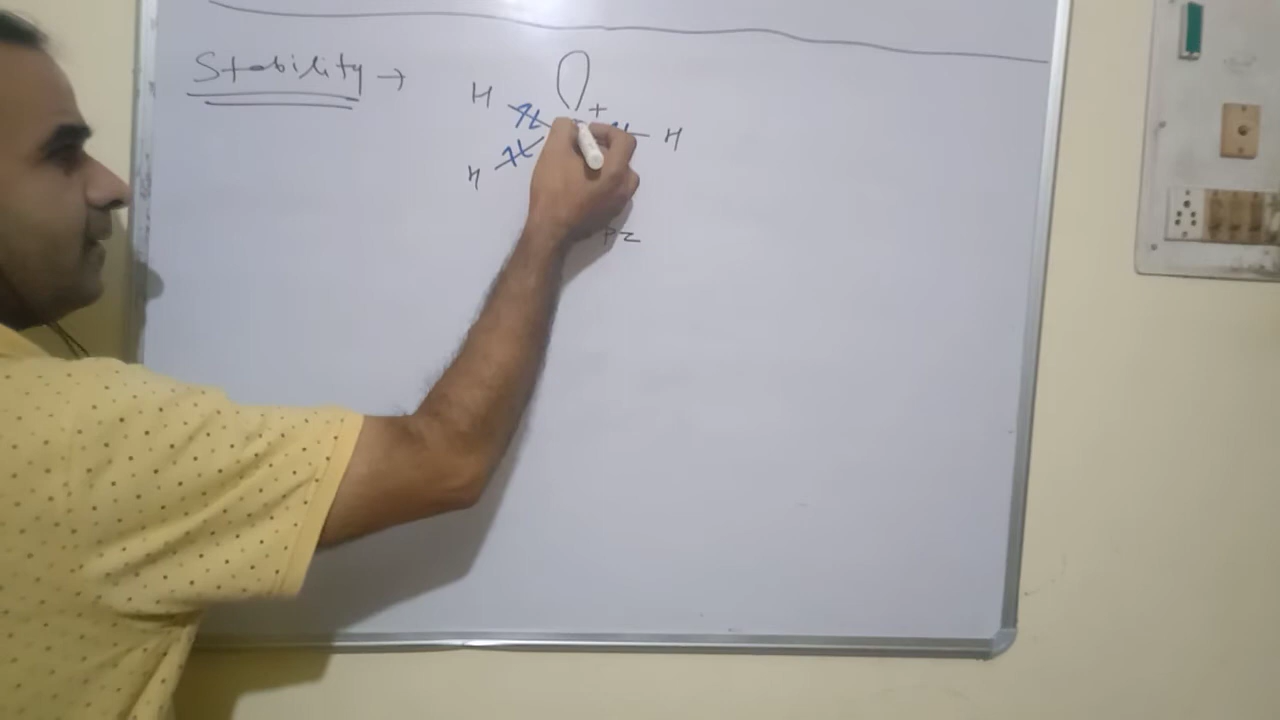 Stability →
H
+
H
H
PZ